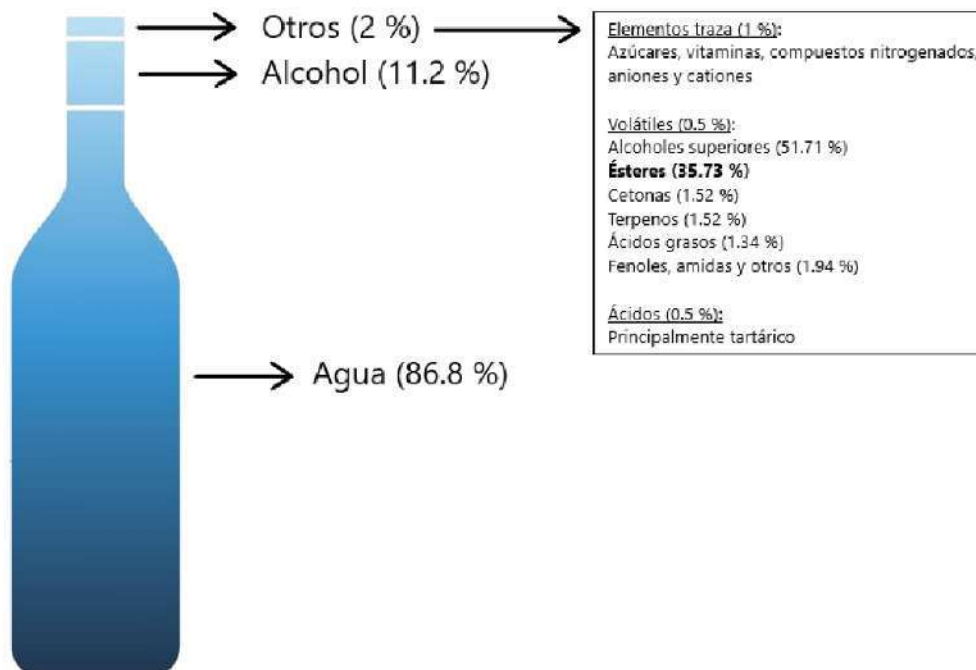 Otros (2 %)
Alcohol (11.2 %)
Agua (86.8 %)
Elementos traza (1 %):
Azúcares, vitaminas, compuestos nitrogenados,
aniones y cationes
Volátiles (0.5 %):
Alcoholes superiores (51.71 %)
Ésteres (35.73 %)
Cetonas (1.52 %)
Terpenos (1.52 %)
Ácidos grasos (1.34 %)
Fenoles, amidas y otros (1.94 %)
Ácidos (0.5 %):
Principalmente tartárico